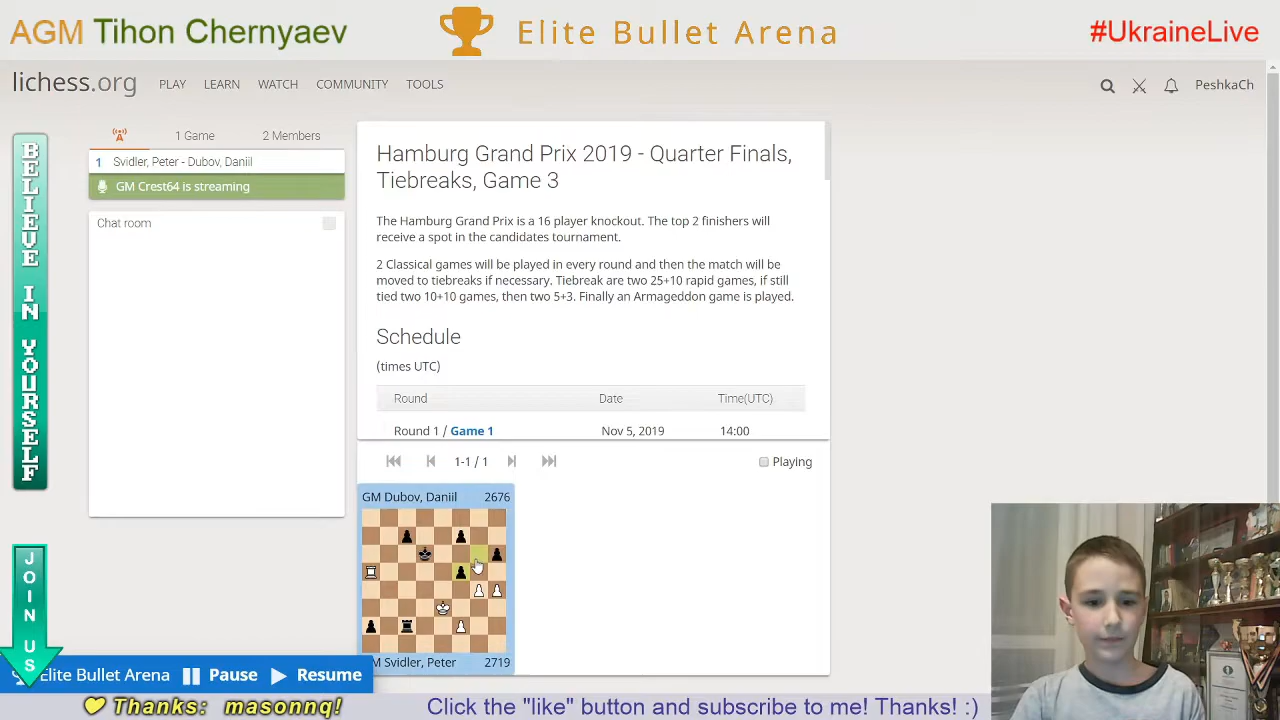 AGM Tihon Chernyaev
Elite Bullet Arena
#UkraineLive
lichess.org
PLAY
LEARN
WATCH
COMMUNITY
TOOLS
PeshkaCh
BELIEVE IN YOURSELF
1 Game
2 Members
1 Svidler, Peter - Dubov, Daniil
GM Crest64 is streaming
Chat room
Hamburg Grand Prix 2019 - Quarter Finals,
Tiebreaks, Game 3
The Hamburg Grand Prix is a 16 player knockout. The top 2 finishers will
receive a spot in the candidates tournament.
2 Classical games will be played in every round and then the match will be
moved to tiebreaks if necessary. Tiebreak are two 25+10 rapid games, if still
tied two 10+10 games, then two 5+3. Finally an Armageddon game is played.
Schedule
(times UTC)
Round Date Time(UTC)
Round 1 / Game 1 Nov 5, 2019 14:00
1-1 / 1
Playing
GM Dubov, Daniil 2676
Svidler, Peter 2719
JOIN US
Elite Bullet Arena
Pause
Resume
Thanks: masonnq!
Click the "like" button and subscribe to me! Thanks! :)